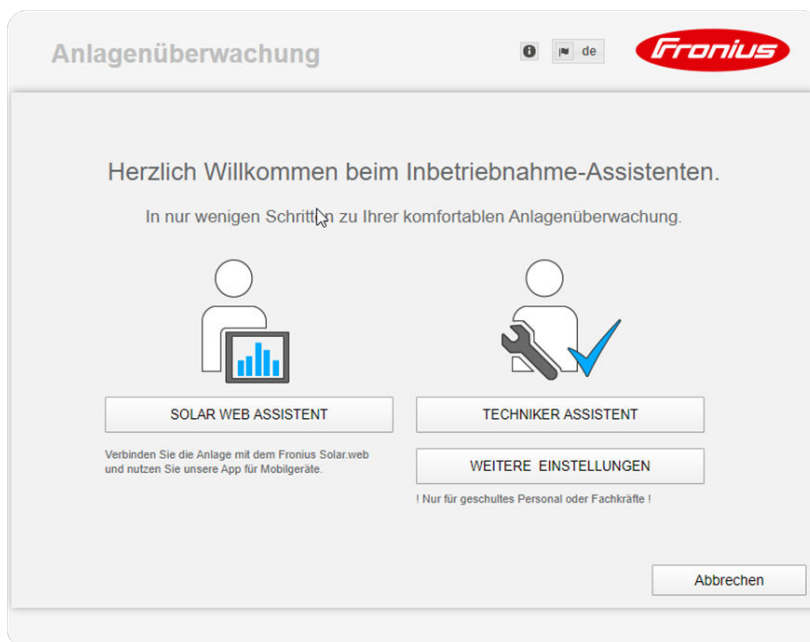 Anlagenüberwachung
de
Fronius
Herzlich Willkommen beim Inbetriebnahme-Assistenten.
In nur wenigen Schritten zu Ihrer komfortablen Anlagenüberwachung.
SOLAR WEB ASSISTENT
TECHNIKER ASSISTENT
Verbinden Sie die Anlage mit dem Fronius Solar.web
und nutzen Sie unsere App für Mobilgeräte.
WEITERE EINSTELLUNGEN
! Nur für geschultes Personal oder Fachkräfte !
Abbrechen